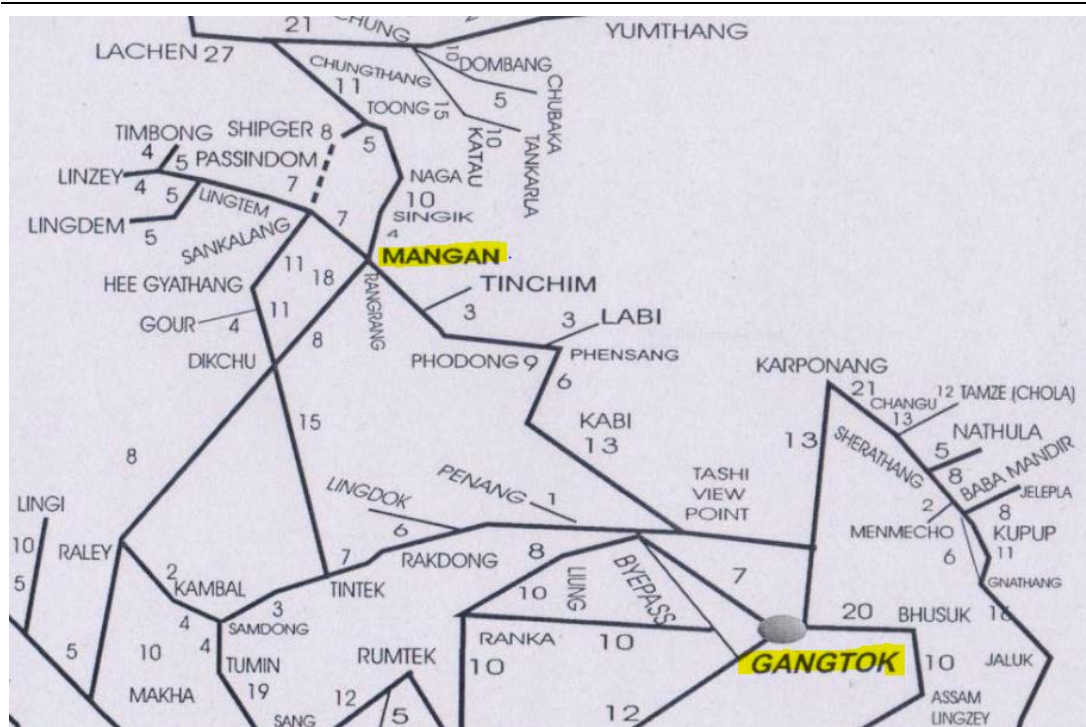 21
CHUNG
YUMTHANG
LACHEN 27
10
DOMBANG
CHUNGTHANG
11
TOONG
15
5
CHUBAKA
TIMBONG
SHIPGER 8
4
5
PASSINDOM
5
10
KATAU
TANKARLA
LINZEY
4
5
7
NAGA
LINGTEM
10
LINGDEM
5
SANKALANG
7
SINGIK
4
MANGAN
11
18
RANGRANG
TINCHIM
HEE GYATHANG
3
3
LABI
GOUR
4
11
8
DIKCHU
PHODONG 9
PHENSANG
6
KARPONANG
21
12 TAMZE (CHOLA)
CHANGU
13
15
KABI
13
13
SHERATHANG
NATHULA
5
8
8
LINGDOK
PENANG
1
TASHI
VIEW
POINT
BABA MANDIR
2
JELEPLA
8
LINGI
6
MENMECHO
KUPUP
10
RALEY
7
RAKDONG
8
BYEPASS
7
6
11
GNATHANG
5
2
KAMBAL
TINTEK
10
LIUNG
3
20
BHUSUK
16
4
SAMDONG
RANKA
10
5
10
4
TUMIN
RUMTEK
10
GANGTOK
10
JALUK
MAKHA
19
12
5
12
ASSAM
LINGZEY
SANG